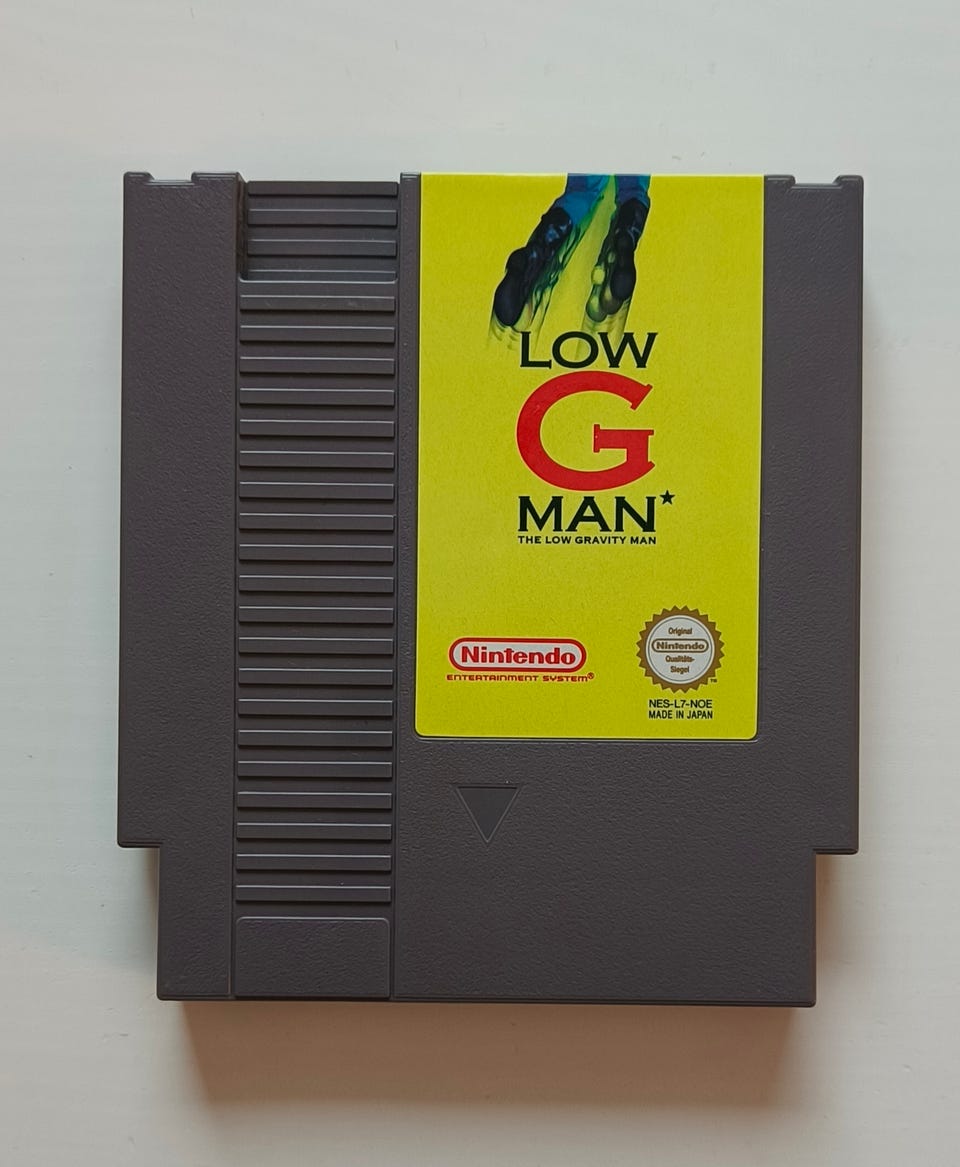 LOW
G
MAN*
THE LOW GRAVITY MAN
Nintendo
ENTERTAINMENT SYSTEM®
Original
Nintendo
Qualitäts-
Siegel
TM
NES-L7-NOE
MADE IN JAPAN